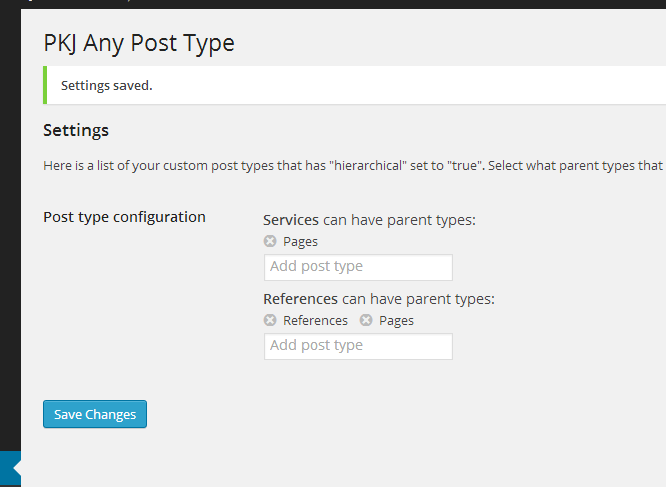 PKJ Any Post Type
Settings saved.
Settings
Here is a list of your custom post types that has "hierarchical" set to "true". Select what parent types that
Post type configuration
Services can have parent types:
Pages
Add post type
References can have parent types:
References Pages
Add post type
Save Changes